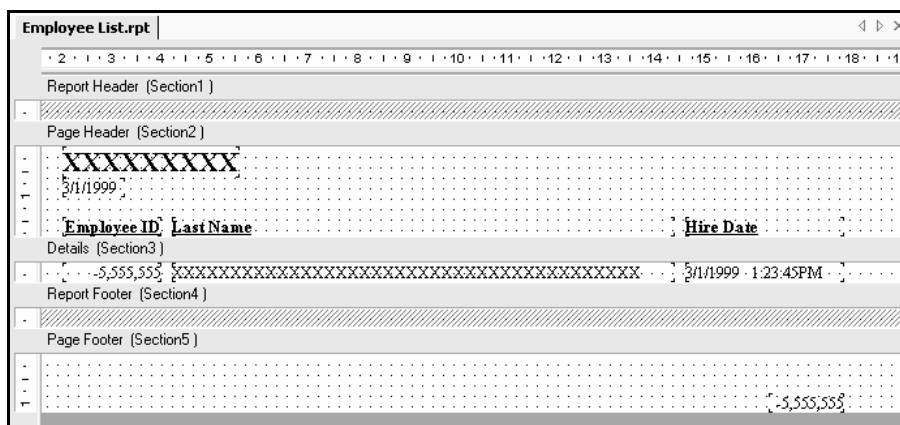 Employee List.rpt
· 2 · ı · 3 · ı · 4 · ı · 5 · ı · 6 · ı · 7 · ı · 8 · ı · 9 · ı · 10 · ı · 11 · ı · 12 · ı · 13 · ı · 14 · ı · 15 · ı · 16 · ı · 17 · ı · 18 · ı · 1
Report Header (Section1 )
Page Header (Section2 )
XXXXXXXXX
3/1/1999
1
Employee ID Last Name Hire Date
Details (Section3 )
-5,555,555 XXXXXXXXXXXXXXXXXXXXXXXXXXXXXXXXXXXXXXXX 3/1/1999 1:23:45PM
Report Footer (Section4 )
Page Footer (Section5 )
1 -5,555,555